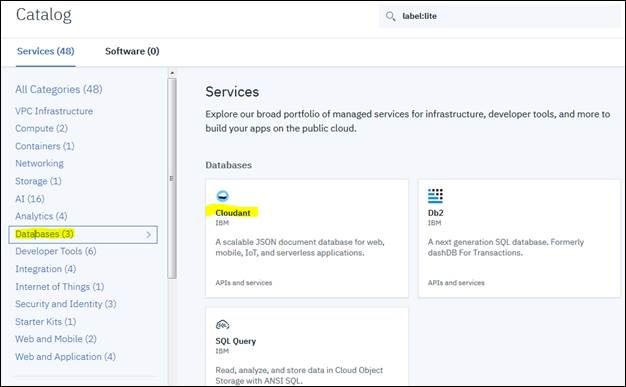 Catalog
label:lite
Services (48)
Software (0)
All Categories (48)
VPC Infrastructure
Compute (2)
Containers (1)
Networking
Storage (1)
AI (16)
Analytics (4)
Databases (3)
Developer Tools (6)
Integration (4)
Internet of Things (1)
Security and Identity (3)
Starter Kits (1)
Web and Mobile (2)
Web and Application (4)
Services
Explore our broad portfolio of managed services for infrastructure, developer tools, and more to
build your apps on the public cloud.
Databases
Cloudant
IBM
A scalable JSON document database for web,
mobile, IoT, and serverless applications.
APIs and services
Db2
IBM
A next generation SQL database. Formerly
dashDB For Transactions.
APIs and services
SQL Query
IBM
Read, analyze, and store data in Cloud Object
Storage with ANSI SQL.